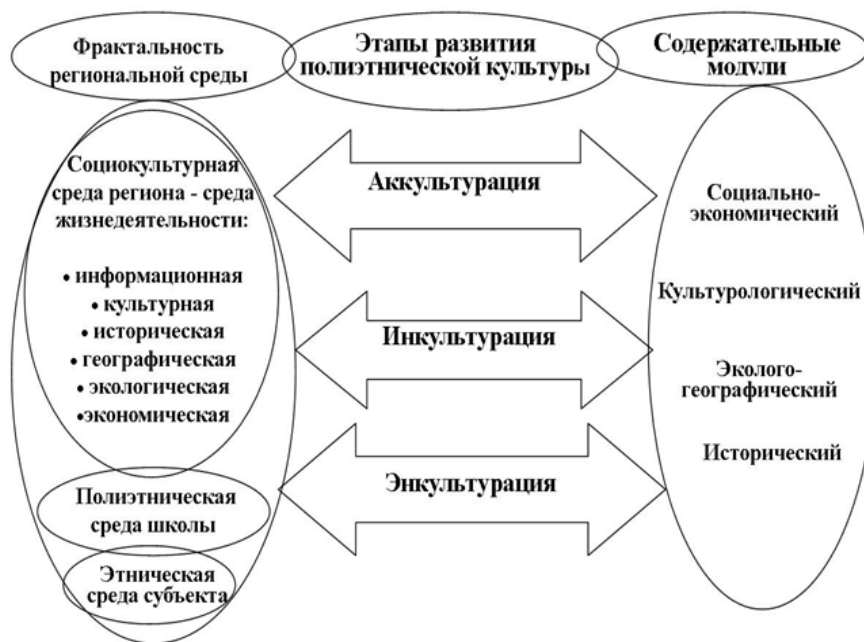 Фрактальность
региональной среды
Этапы развития
полиэтнической культуры
Содержательные
модули
Социокультурная
среда региона - среда
жизнедеятельности:
• информационная
• культурная
• историческая
• географическая
• экологическая
•экономическая
Полиэтническая
среда школы
Этническая
среда субъекта
Аккультурация
Инкультурация
Энкультурация
Социально-
экономический
Культурологический
Эколого-
географический
Исторический